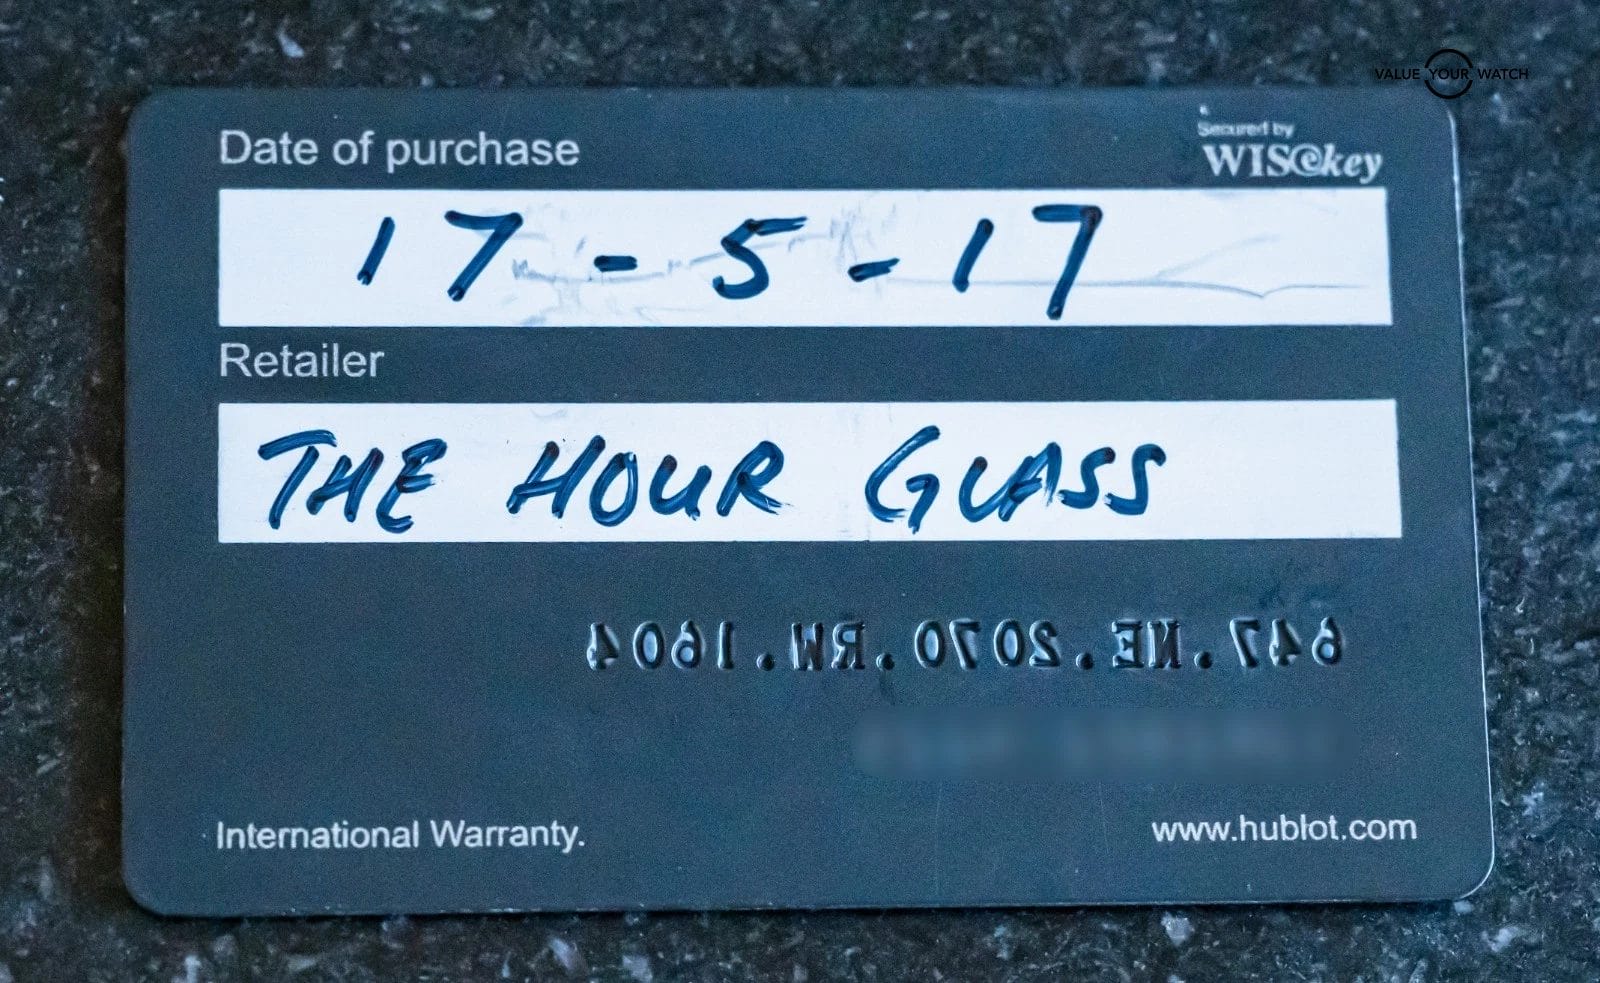 VALUE YOUR WATCH
Date of purchase
Secured by
WISekey
17-5-17
Retailer
THE HOUR GLASS
647.NE.2070.RW.1604
International Warranty.
www.hublot.com